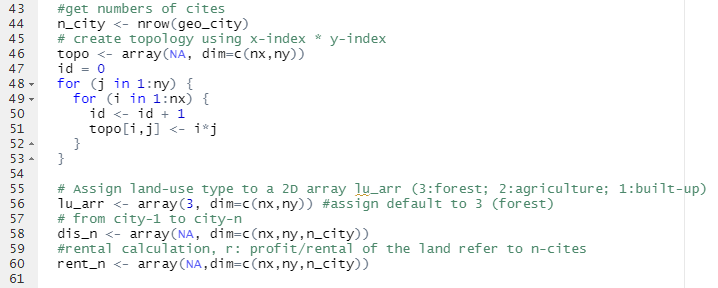 43 #get numbers of cites
44 n_city <- nrow(geo_city)
45 # create topology using x-index * y-index
46 topo <- array(NA, dim=c(nx,ny))
47 id = 0
48 for (j in 1:ny) {
49 for (i in 1:nx) {
50 id <- id + 1
51 topo[i,j] <- i*j
52 }
53 }
54
55 # Assign land-use type to a 2D array lu_arr (3:forest; 2:agriculture; 1:built-up)
56 lu_arr <- array(3, dim=c(nx,ny)) #assign default to 3 (forest)
57 # from city-1 to city-n
58 dis_n <- array(NA, dim=c(nx,ny,n_city))
59 #rental calculation, r: profit/rental of the land refer to n-cites
60 rent_n <- array(NA,dim=c(nx,ny,n_city))
61